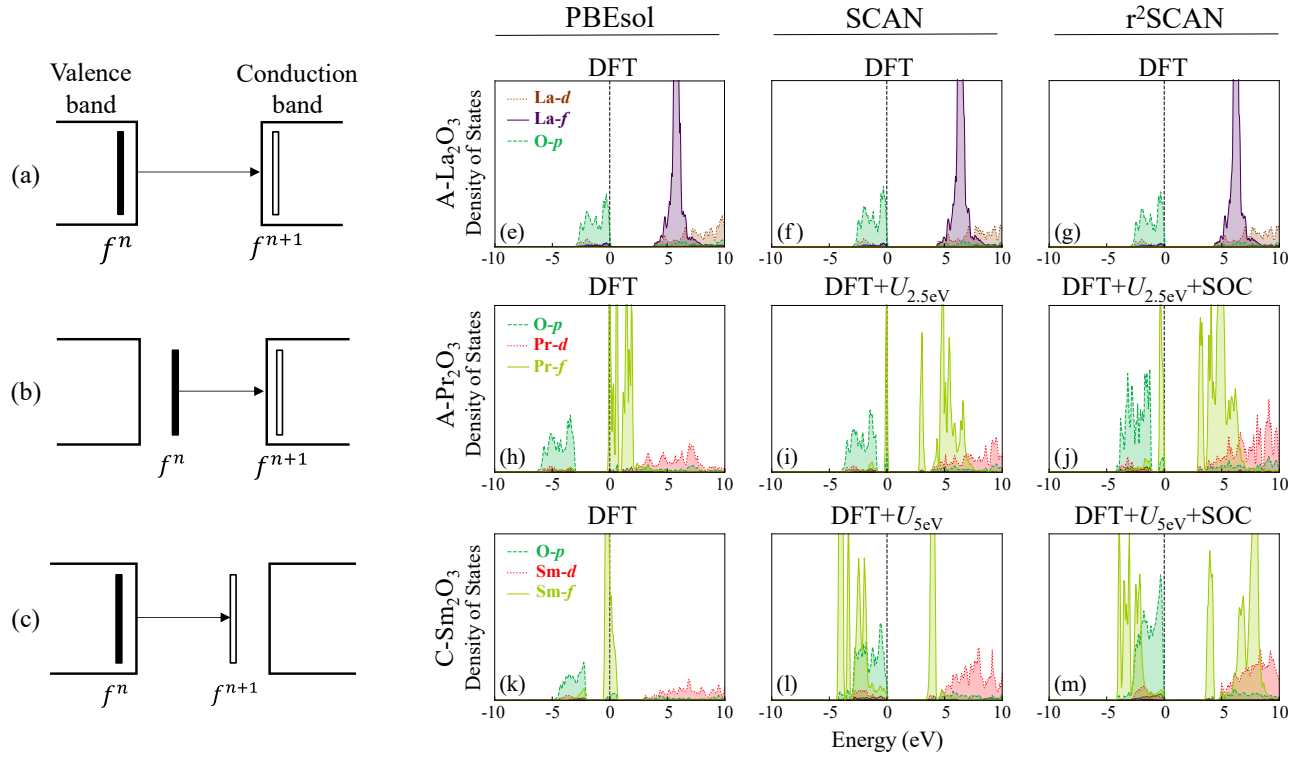 PBEsol
SCAN
r²SCAN
Valence band
Conduction band
(a)
fⁿ
fⁿ⁺¹
(b)
fⁿ
fⁿ⁺¹
(c)
fⁿ
fⁿ⁺¹
A-La₂O₃
Density of States
DFT
La-d
La-f
O-p
(e)
-10 -5 0 5 10
DFT
(f)
-10 -5 0 5 10
DFT
(g)
-10 -5 0 5 10
A-Pr₂O₃
Density of States
DFT
O-p
Pr-d
Pr-f
(h)
-10 -5 0 5 10
DFT+U₂.₅eV
(i)
-10 -5 0 5 10
DFT+U₂.₅eV+SOC
(j)
-10 -5 0 5 10
C-Sm₂O₃
Density of States
DFT
O-p
Sm-d
Sm-f
(k)
-10 -5 0 5 10
DFT+U₅eV
(l)
-10 -5 0 5 10
DFT+U₅eV+SOC
(m)
-10 -5 0 5 10
Energy (eV)